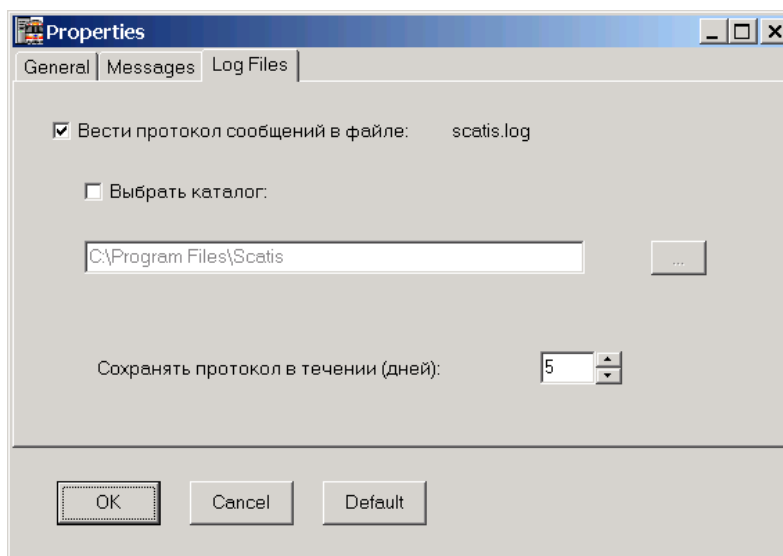 Properties
General Messages Log Files
Вести протокол сообщений в файле: scatis.log
Выбрать каталог:
C:\Program Files\Scatis ...
Сохранять протокол в течении (дней): 5
OK Cancel Default